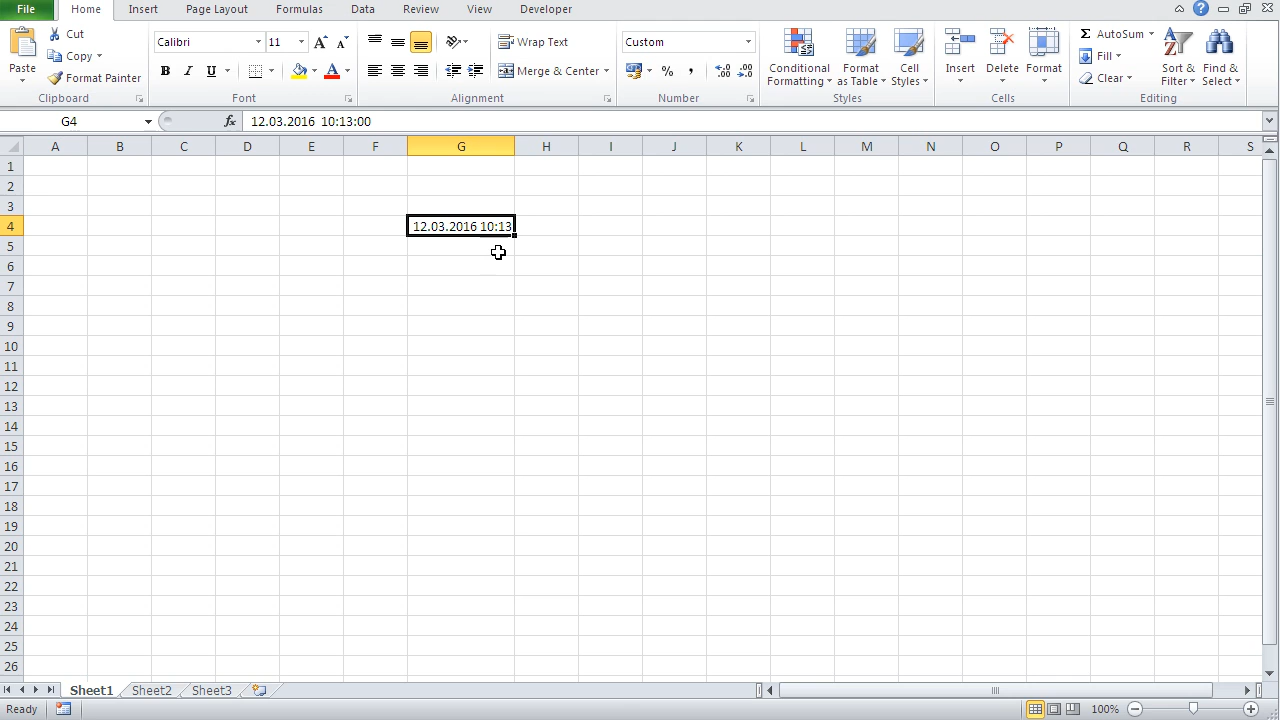 File Home Insert Page Layout Formulas Data Review View Developer
Cut
Copy
Format Painter
Paste
Clipboard
Calibri 11
B I U
Font
Wrap Text
Merge & Center
Alignment
Custom
%
Number
Conditional Formatting
Format as Table
Cell Styles
Styles
Insert Delete Format
Cells
Σ AutoSum
Fill
Clear
Sort & Filter
Find & Select
Editing
G4 fx 12.03.2016 10:13:00
A B C D E F G H I J K L M N O P Q R S
1
2
3
4 12.03.2016 10:13
5
6
7
8
9
10
11
12
13
14
15
16
17
18
19
20
21
22
23
24
25
26
Sheet1 Sheet2 Sheet3
Ready 100%